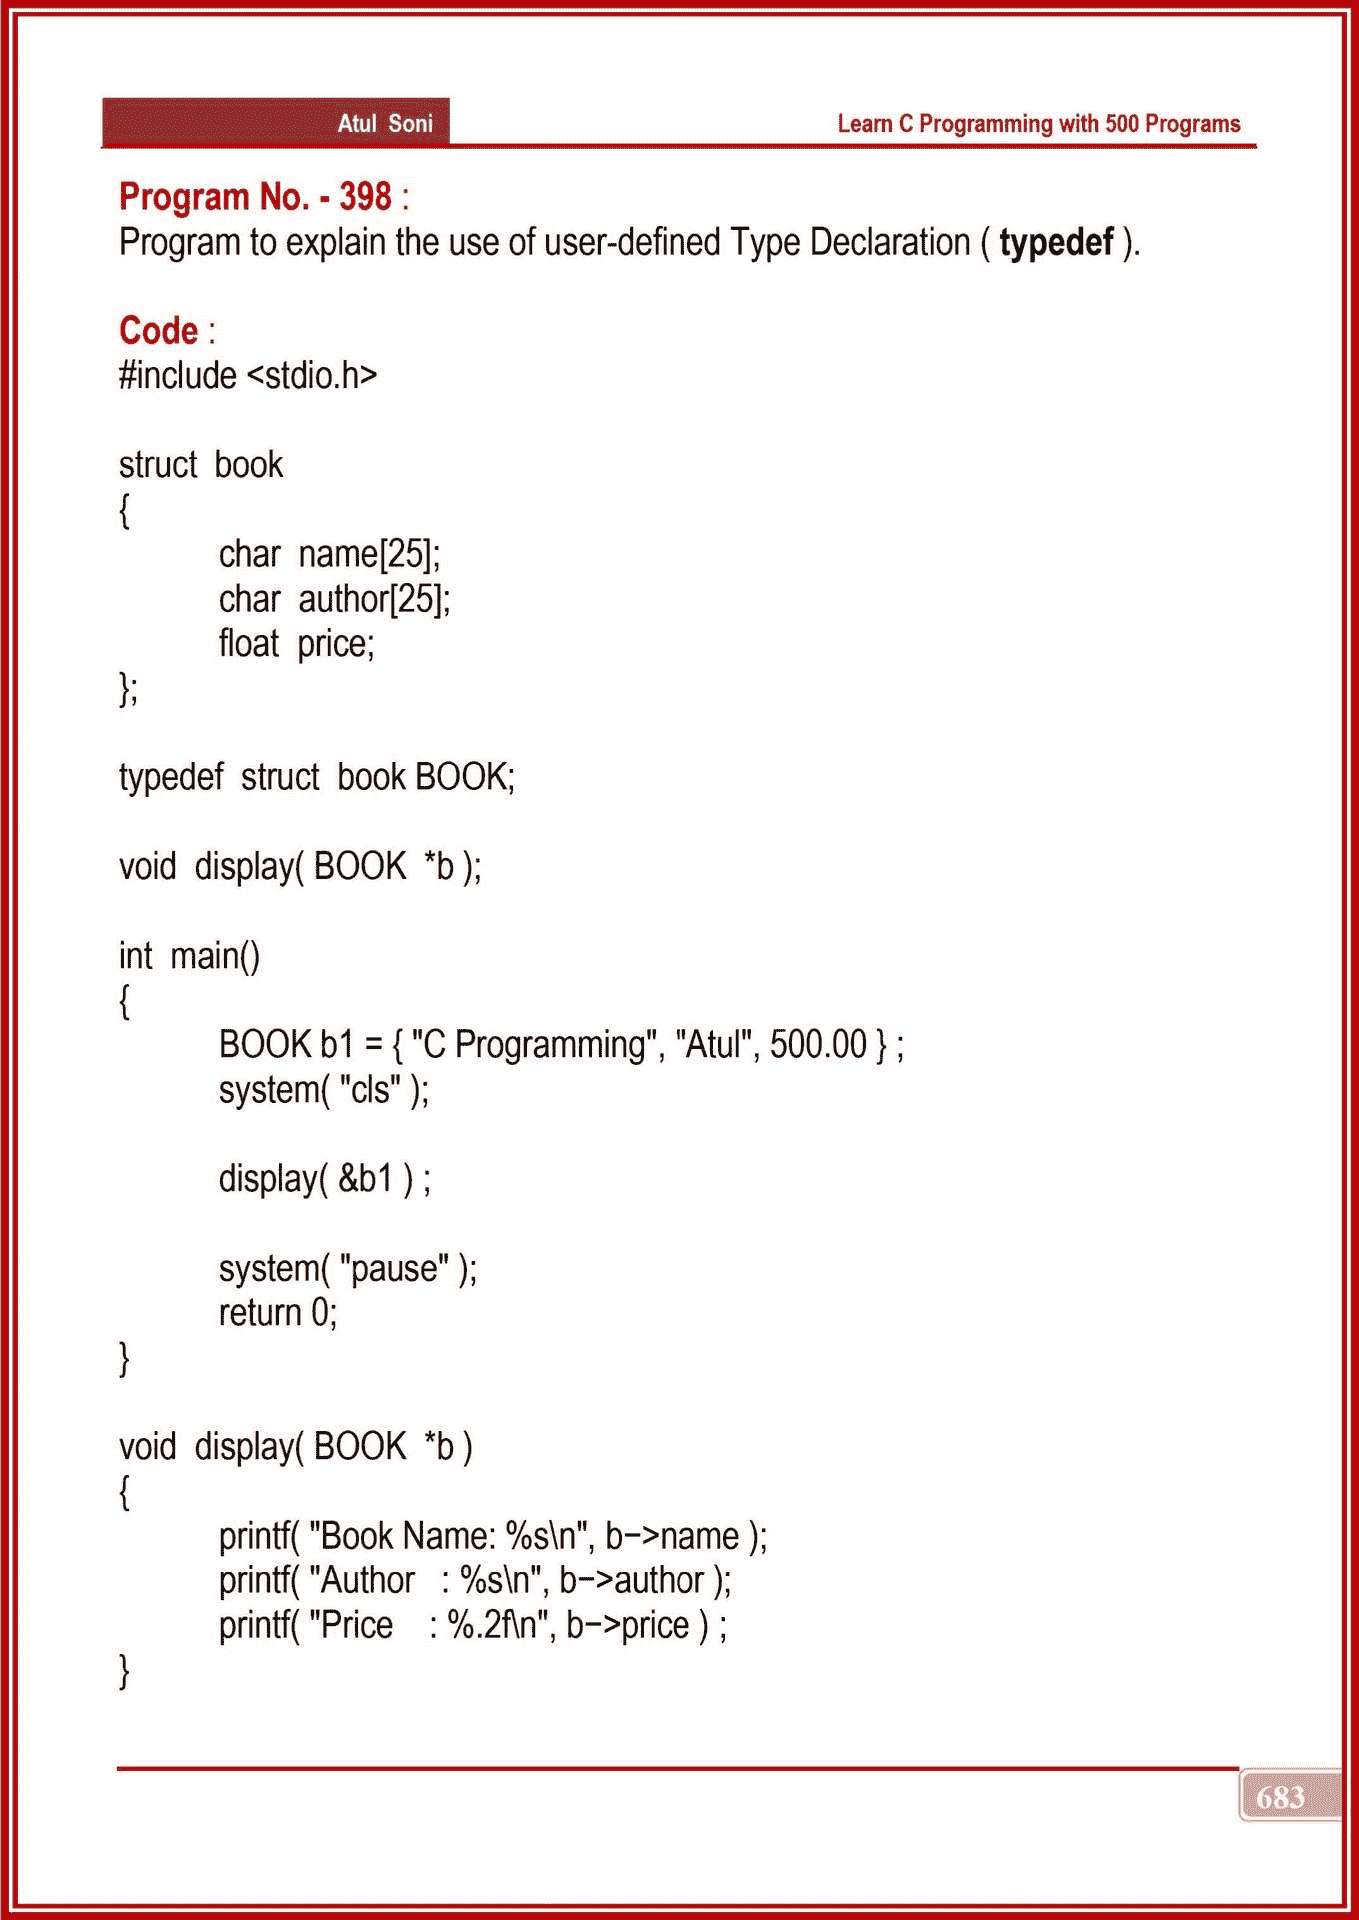 Atul Soni
Learn C Programming with 500 Programs
Program No. - 398 :
Program to explain the use of user-defined Type Declaration ( typedef ).
Code :
#include <stdio.h>
struct book
{
char name[25];
char author[25];
float price;
};
typedef struct book BOOK;
void display( BOOK *b );
int main()
{
BOOK b1 = { "C Programming", "Atul", 500.00 } ;
system( "cls" );
display( &b1 ) ;
system( "pause" );
return 0;
}
void display( BOOK *b )
{
printf( "Book Name: %s\n", b−>name );
printf( "Author   : %s\n", b−>author );
printf( "Price    : %.2f\n", b−>price ) ;
}
683